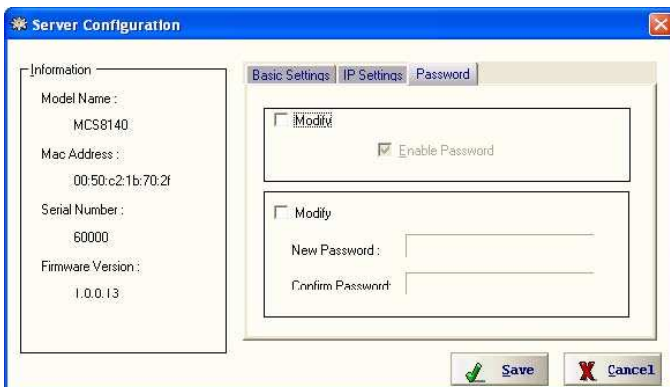 Server Configuration
Information
Model Name :
MCS8140
Mac Address :
00:50:c2:1b:70:2f
Serial Number :
60000
Firmware Version :
1.0.0.13
Basic Settings IP Settings Password
Modify
Enable Password
Modify
New Password :
Confirm Password:
Save Cancel